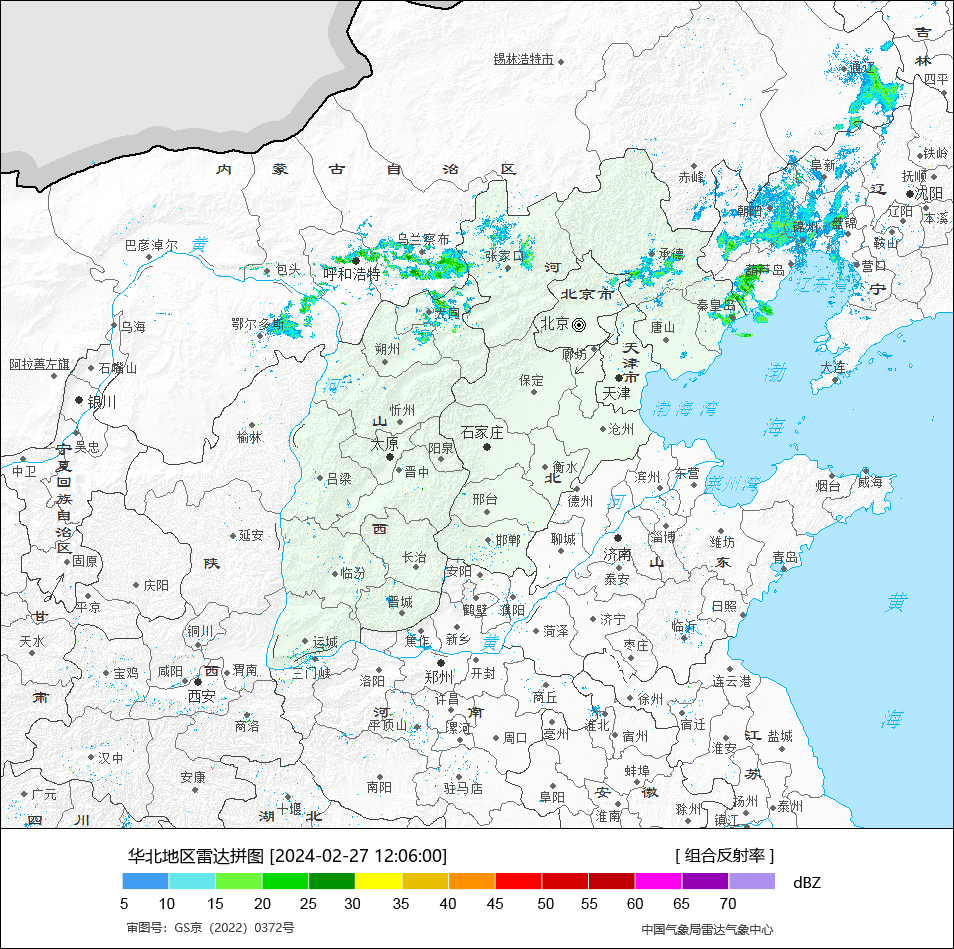 吉
林
锡林浩特市
通辽
四平
铁岭
内 蒙 古 自 治 区
赤峰
阜新
抚顺
辽
沈阳
朝阳
辽阳
本溪
锦州
盘锦
鞍山
巴彦淖尔
黄
乌兰察布
张家口
承德
包头
呼和浩特
河
葫芦岛
营口
辽东湾
宁
北京市
秦皇岛
乌海
鄂尔多斯
大同
北京
唐山
朔州
廊坊
天
津
市
阿拉善左旗
石嘴山
大连
渤
河
保定
天津
银川
忻州
渤海湾
山
沧州
海
吴忠
榆林
太原
阳泉
石家庄
宁
夏
回
族
自
治
区
中卫
晋中
衡水
滨州
东营
莱州湾
烟台
威海
吕梁
北
德州
邢台
河
西
延安
邯郸
聊城
济南
淄博
潍坊
青岛
固原
陕
长治
山
东
临汾
安阳
泰安
庆阳
平凉
晋城
鹤壁
濮阳
日照
黄
甘
济宁
临沂
铜川
菏泽
天水
运城
焦作
新乡
黄
枣庄
宝鸡
咸阳
西
渭南
三门峡
郑州
开封
洛阳
连云港
肃
西安
商丘
许昌
徐州
河
南
商洛
平顶山
漯河
淮北
宿迁
海
周口
亳州
宿州
江
盐城
汉中
淮安
安康
南阳
驻马店
蚌埠
苏
广元
阜阳
安
徽
扬州
泰州
十堰
滁州
四
川
湖
北
淮南
镇江
华北地区雷达拼图 [2024-02-27 12:06:00]
[ 组合反射率 ]
dBZ
5 10 15 20 25 30 35 40 45 50 55 60 65 70
审图号：GS京（2022）0372号
中国气象局雷达气象中心